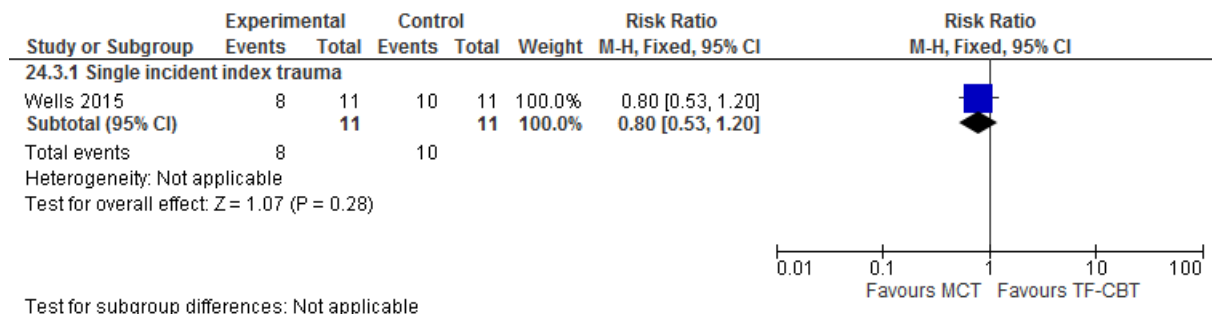 Experimental Control Risk Ratio Risk Ratio
Study or Subgroup Events Total Events Total Weight M-H, Fixed, 95% CI M-H, Fixed, 95% CI
24.3.1 Single incident index trauma
Wells 2015 8 11 10 11 100.0% 0.80 [0.53, 1.20]
Subtotal (95% CI) 11 11 100.0% 0.80 [0.53, 1.20]
Total events 8 10
Heterogeneity: Not applicable
Test for overall effect: Z = 1.07 (P = 0.28)
0.01 0.1 1 10 100
Favours MCT Favours TF-CBT
Test for subgroup differences: Not applicable